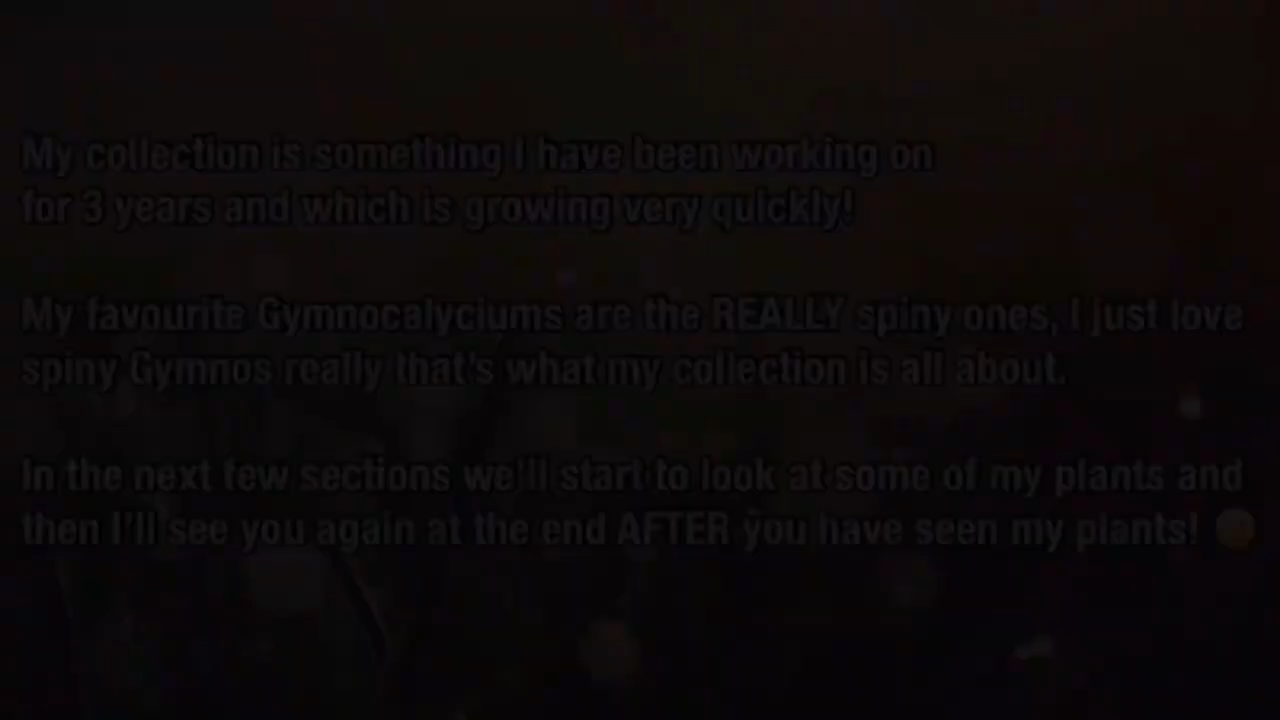 My collection is something I have been working on
for 3 years and which is growing very quickly!
My favourite Gymnocalyciums are the REALLY spiny ones, I just love
spiny Gymnos really that's what my collection is all about.
In the next few sections we'll start to look at some of my plants and
then I'll see you again at the end AFTER you have seen my plants!